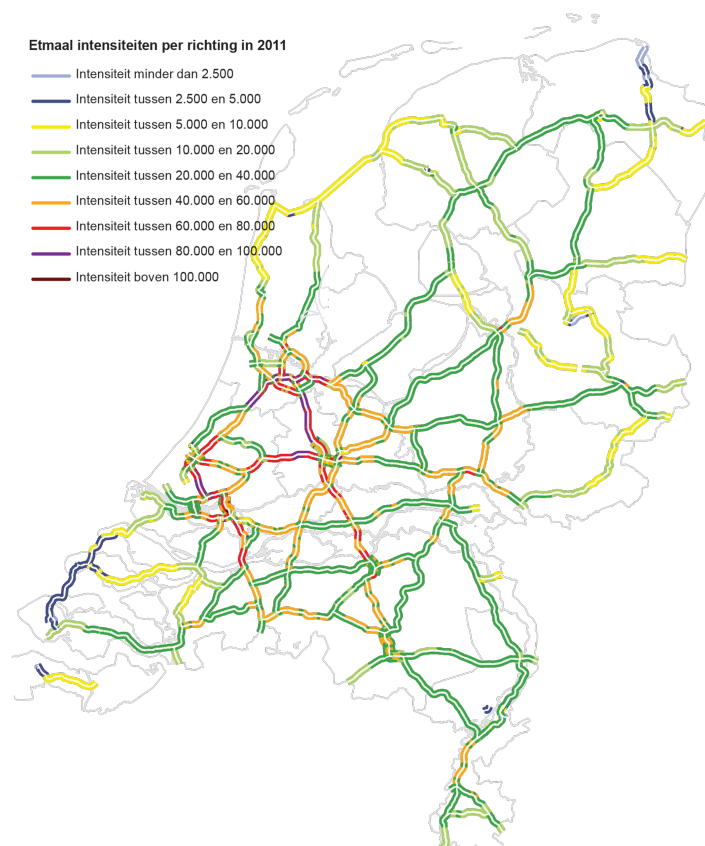 Etmaal intensiteiten per richting in 2011
Intensiteit minder dan 2.500
Intensiteit tussen 2.500 en 5.000
Intensiteit tussen 5.000 en 10.000
Intensiteit tussen 10.000 en 20.000
Intensiteit tussen 20.000 en 40.000
Intensiteit tussen 40.000 en 60.000
Intensiteit tussen 60.000 en 80.000
Intensiteit tussen 80.000 en 100.000
Intensiteit boven 100.000